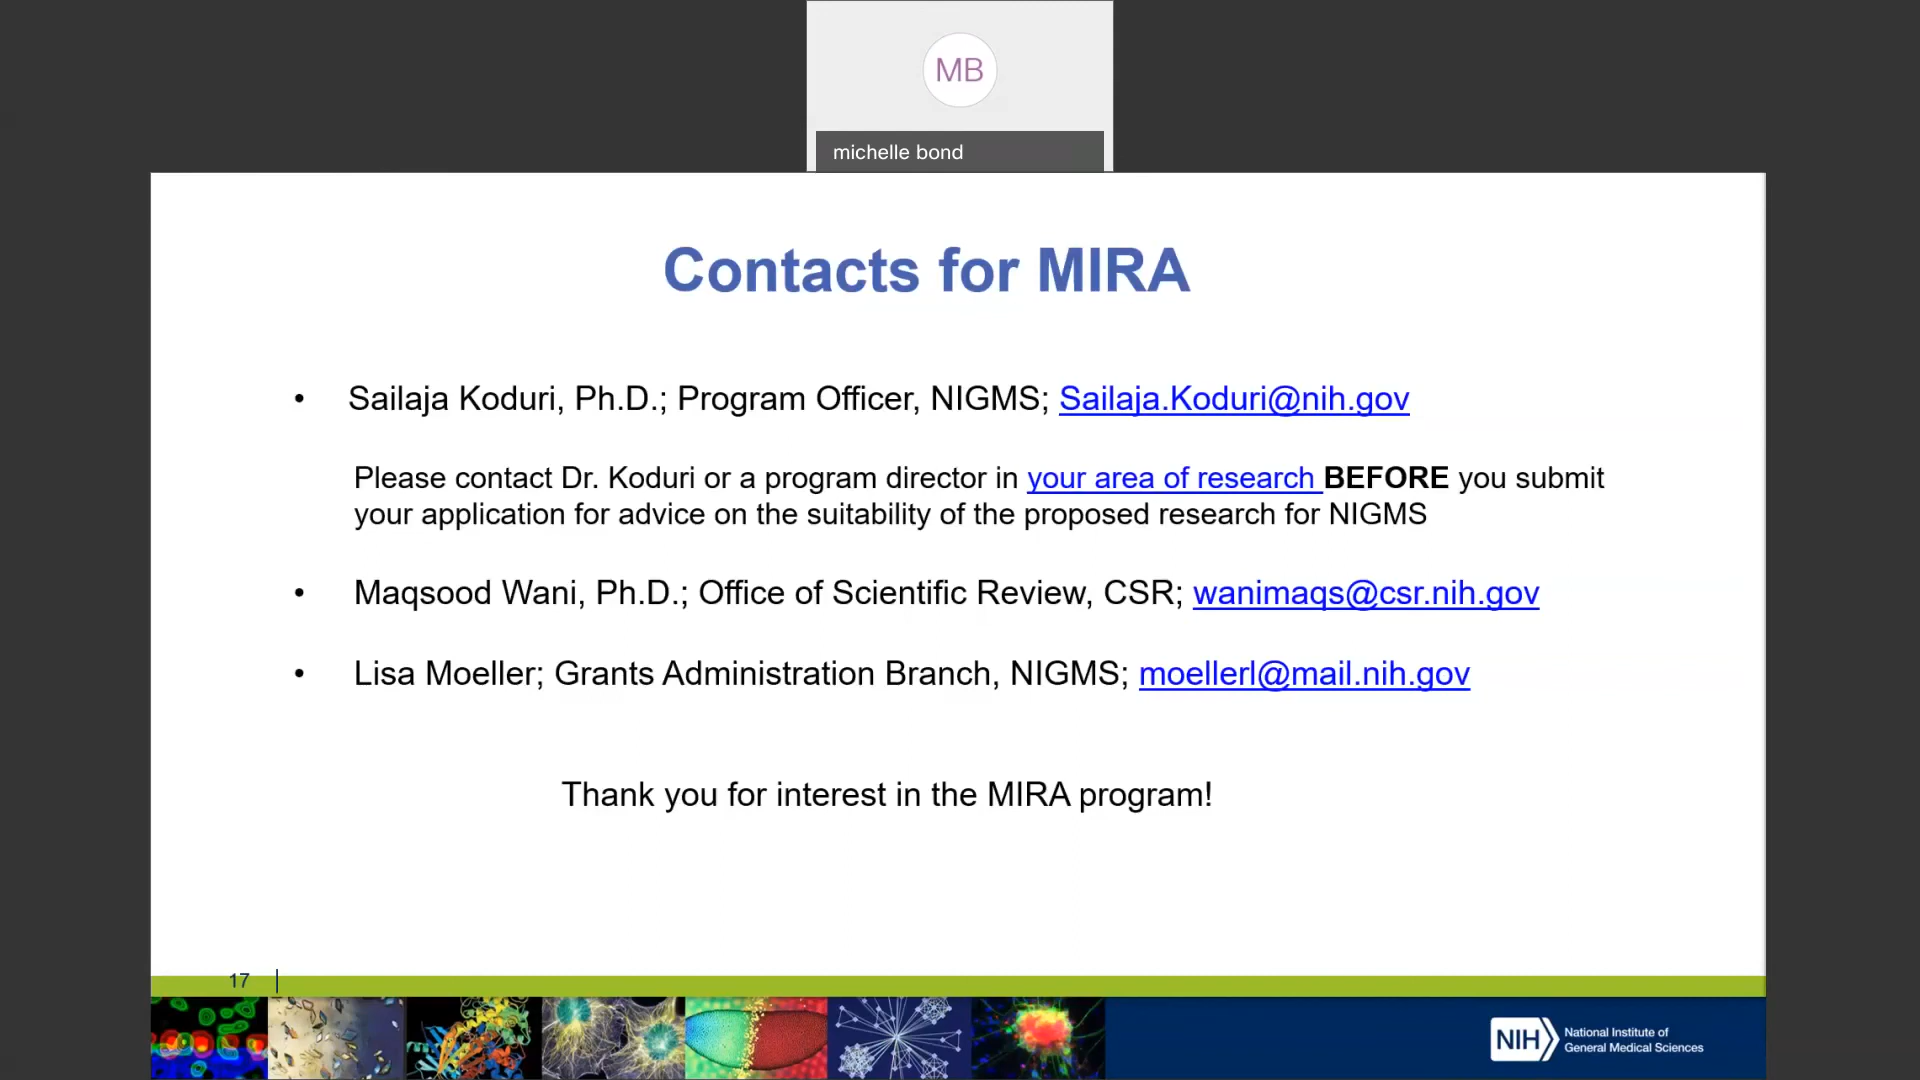 MB
michelle bond
Contacts for MIRA
• Sailaja Koduri, Ph.D.; Program Officer, NIGMS; Sailaja.Koduri@nih.gov
Please contact Dr. Koduri or a program director in your area of research BEFORE you submit
your application for advice on the suitability of the proposed research for NIGMS
• Maqsood Wani, Ph.D.; Office of Scientific Review, CSR; wanimaqs@csr.nih.gov
• Lisa Moeller; Grants Administration Branch, NIGMS; moellerl@mail.nih.gov
Thank you for interest in the MIRA program!
17
NIH
National Institute of
General Medical Sciences